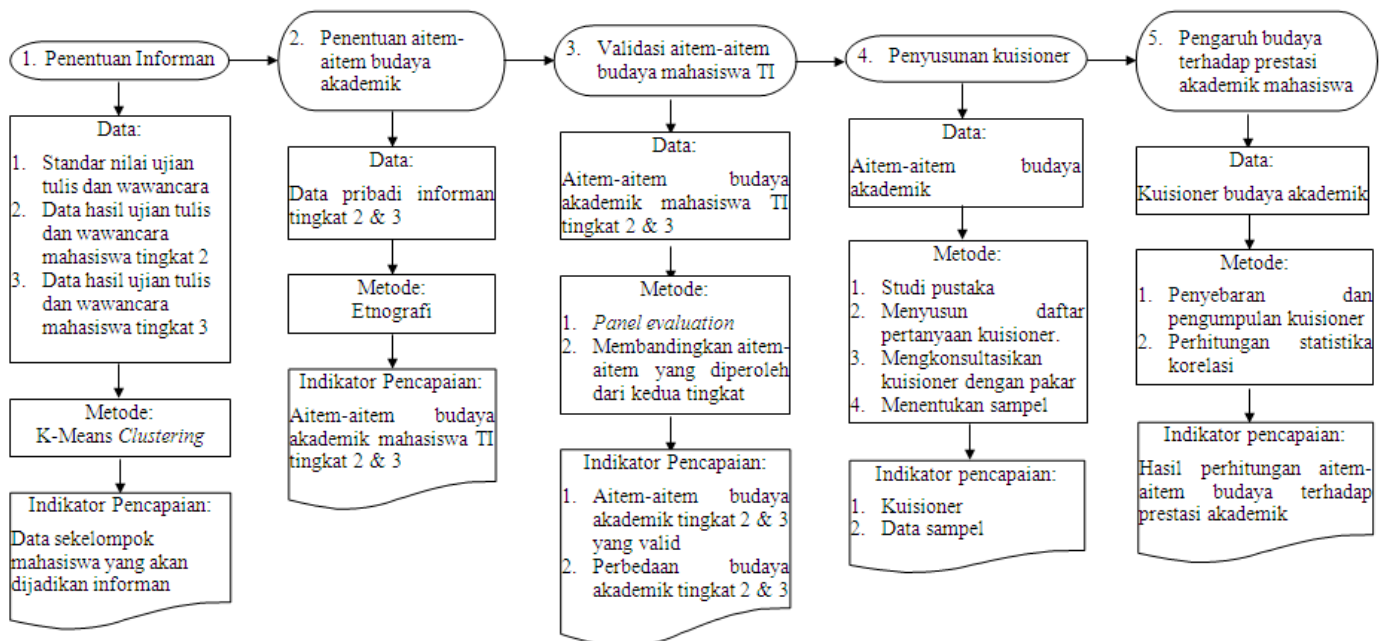 1. Penentuan Informan
Data:
1. Standar nilai ujian
tulis dan wawancara
2. Data hasil ujian tulis
dan wawancara
mahasiswa tingkat 2
3. Data hasil ujian tulis
dan wawancara
mahasiswa tingkat 3
Metode:
K-Means Clustering
Indikator Pencapaian:
Data sekelompok
mahasiswa yang akan
dijadikan informan
2. Penentuan aitem-
aitem budaya
akademik
Data:
Data pribadi informan
tingkat 2 & 3
Metode:
Etnografi
Indikator Pencapaian:
Aitem-aitem budaya
akademik mahasiswa TI
tingkat 2 & 3
3. Validasi aitem-aitem
budaya mahasiswa TI
Data:
Aitem-aitem budaya
akademik mahasiswa TI
tingkat 2 & 3
Metode:
1. Panel evaluation
2. Membandingkan aitem-
aitem yang diperoleh
dari kedua tingkat
Indikator Pencapaian:
1. Aitem-aitem budaya
akademik tingkat 2 & 3
yang valid
2. Perbedaan budaya
akademik tingkat 2 & 3
4. Penyusunan kuisioner
Data:
Aitem-aitem budaya
akademik
Metode:
1. Studi pustaka
2. Menyusun daftar
pertanyaan kuisioner.
3. Mengkonsultasikan
kuisioner dengan pakar
4. Menentukan sampel
Indikator pencapaian:
1. Kuisioner
2. Data sampel
5. Pengaruh budaya
terhadap prestasi
akademik mahasiswa
Data:
Kuisioner budaya akademik
Metode:
1. Penyebaran dan
pengumpulan kuisioner
2. Perhitungan statistika
korelasi
Indikator pencapaian:
Hasil perhitungan aitem-
aitem budaya terhadap
prestasi akademik